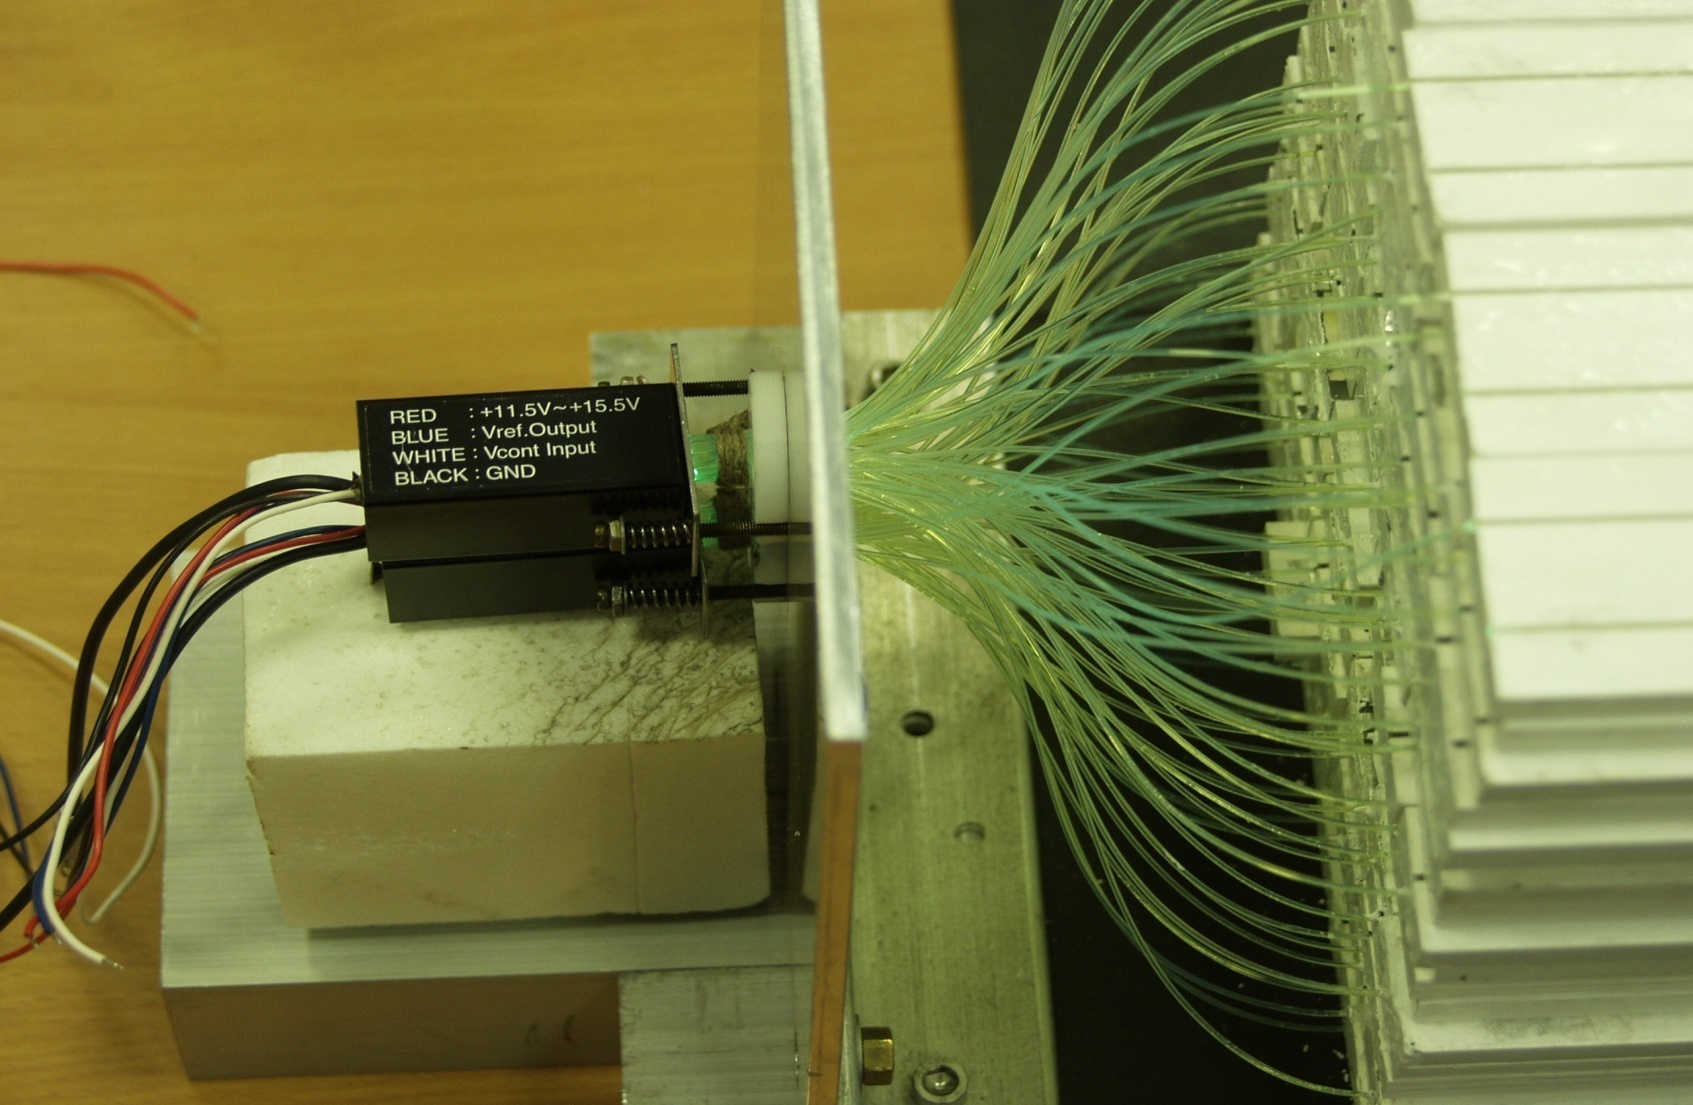 RED : +11.5V~+15.5V
BLUE : Vref.Output
WHITE : Vcont Input
BLACK : GND